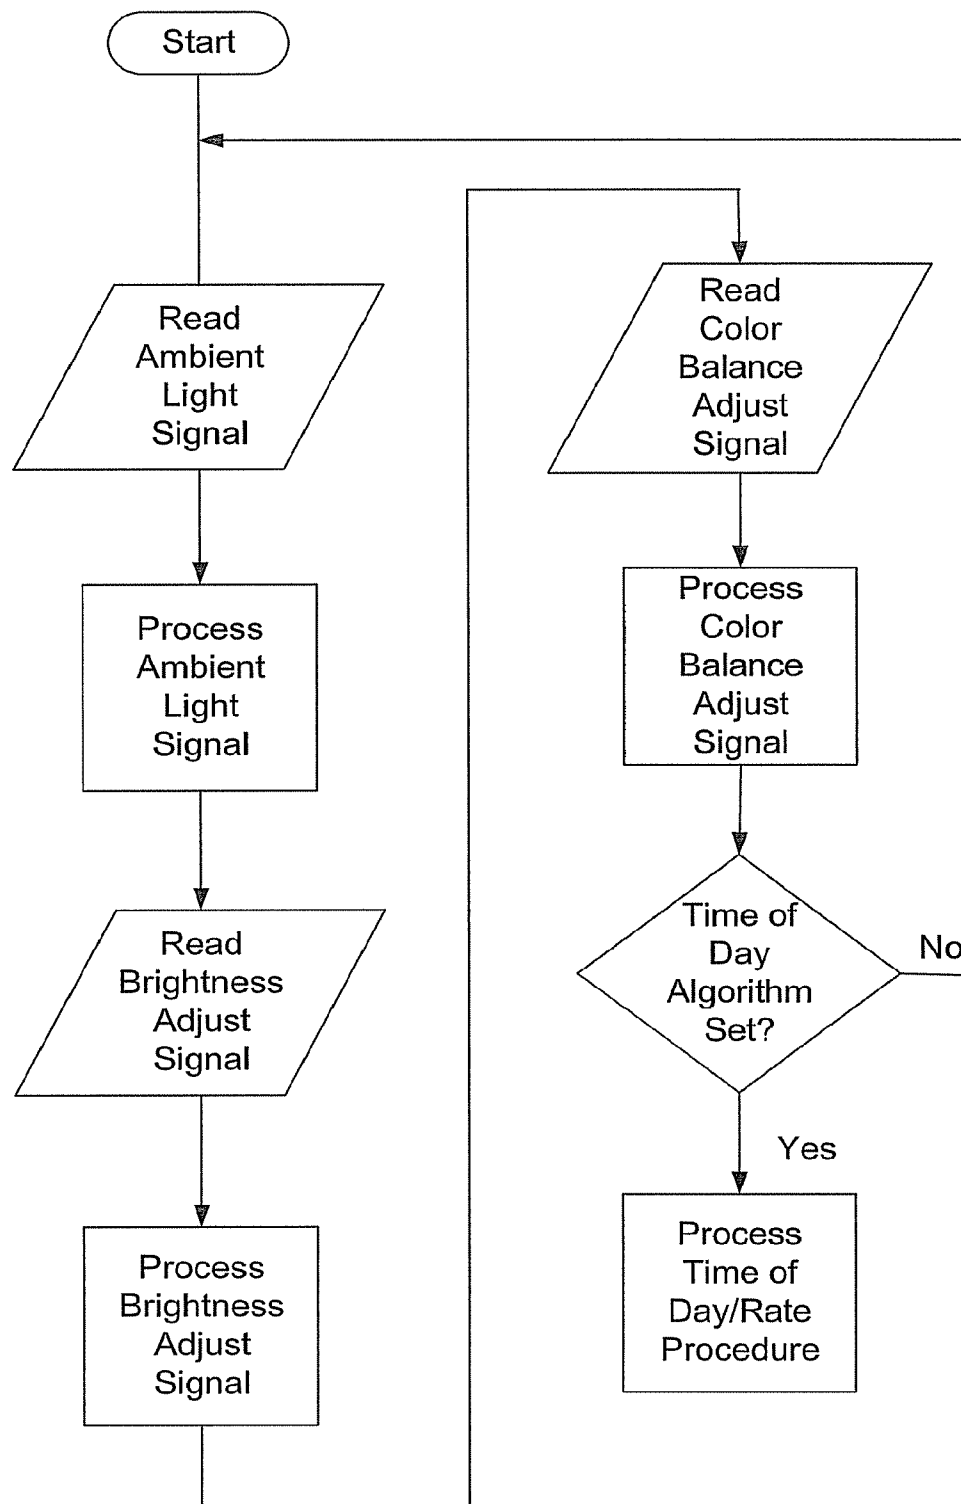 Start
Read
Ambient
Light
Signal
Process
Ambient
Light
Signal
Read
Brightness
Adjust
Signal
Process
Brightness
Adjust
Signal
Read
Color
Balance
Adjust
Signal
Process
Color
Balance
Adjust
Signal
Time of
Day
Algorithm
Set?
No
Yes
Process
Time of
Day/Rate
Procedure